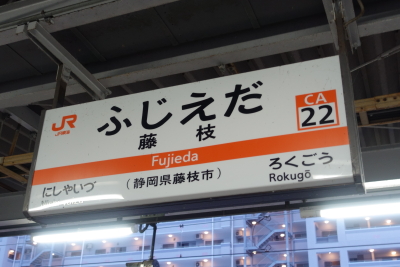 JR
ふじえだ
藤枝
CA
22
Fujieda
(静岡県藤枝市)
にしやいづ
ろくごう
Rokugō